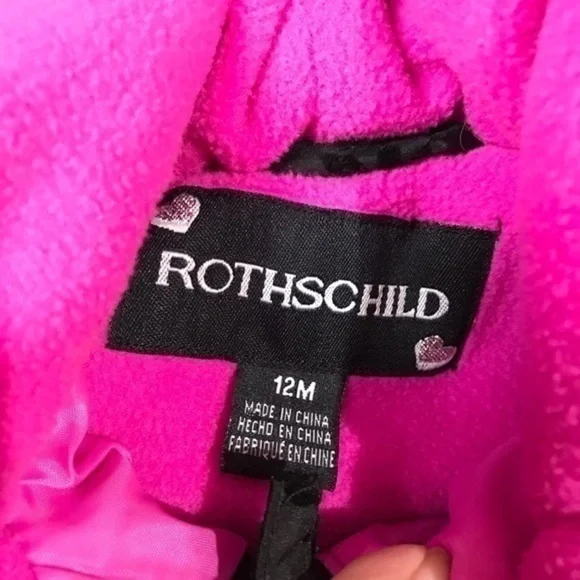 ROTHSCHILD
12M
MADE IN CHINA
HECHO EN CHINA
FABRIQUÉ EN CHINE